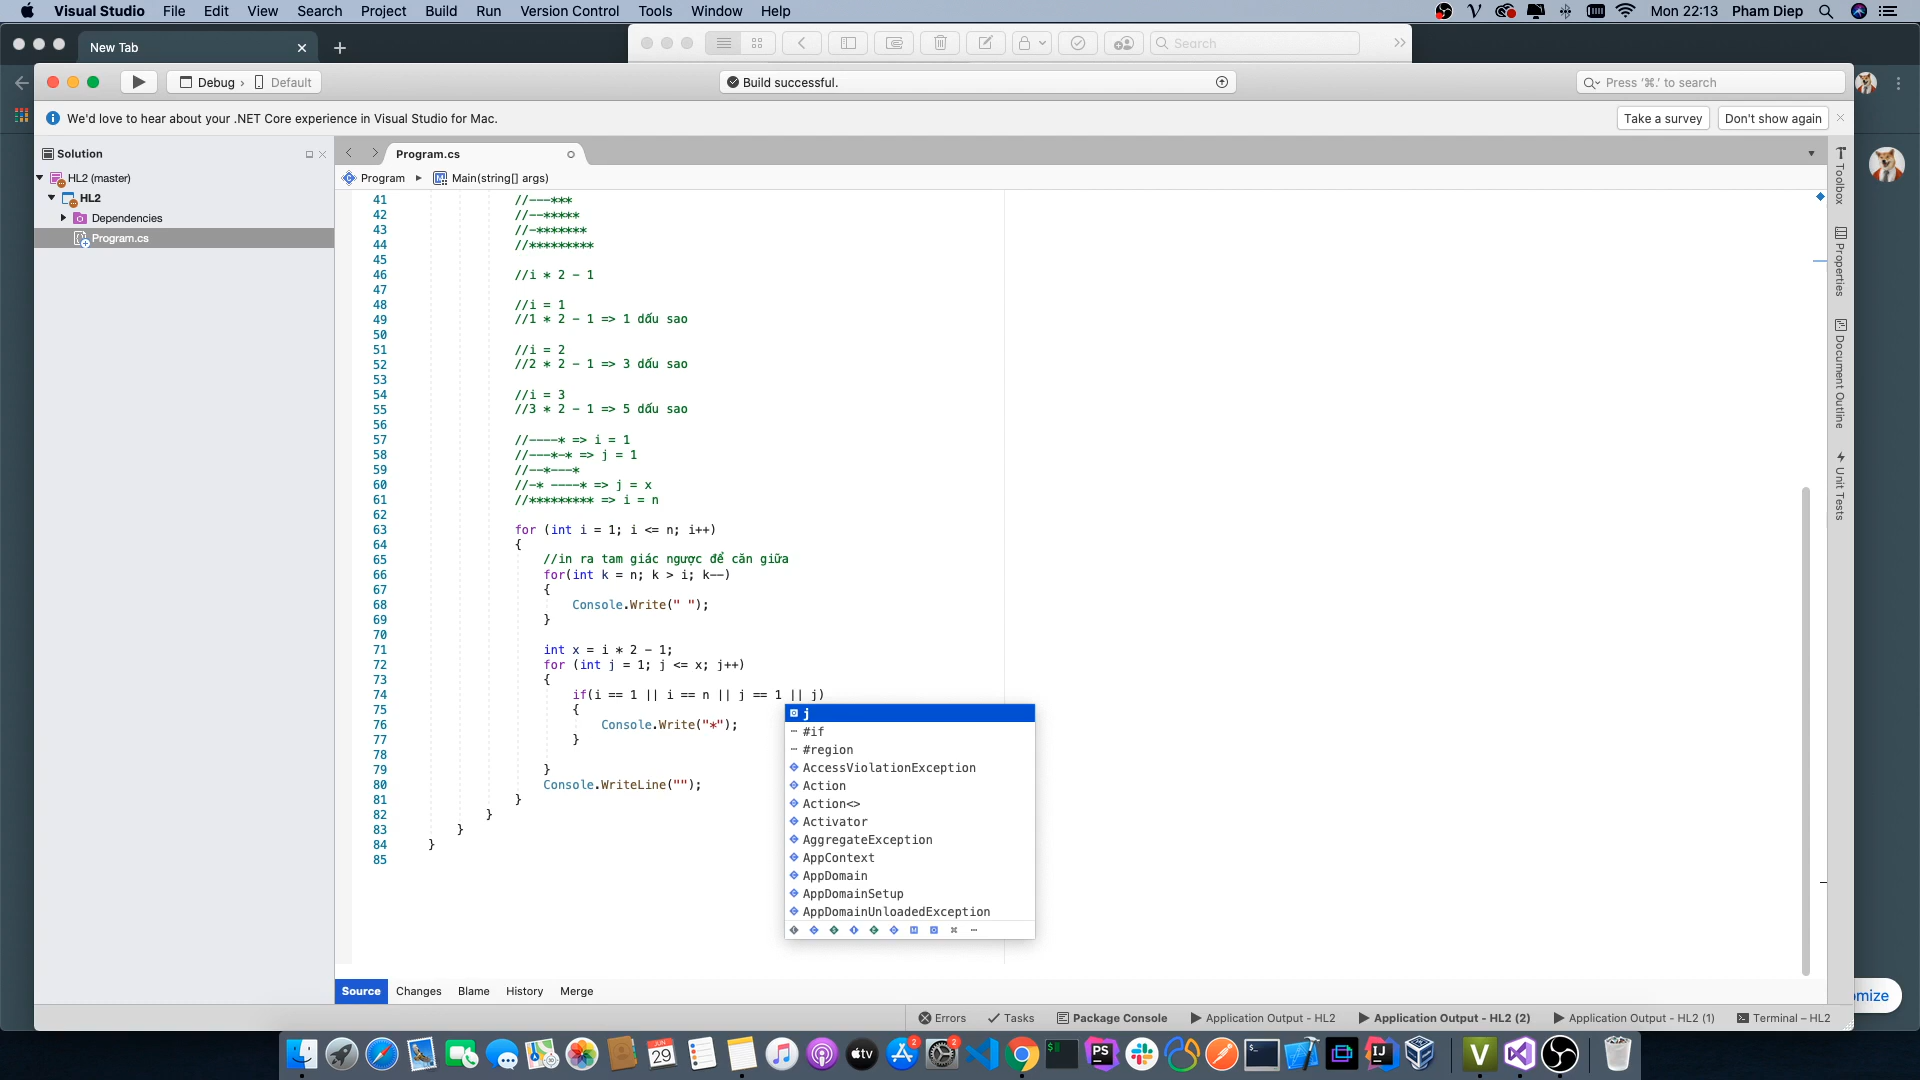 Visual Studio File Edit View Search Project Build Run Version Control Tools Window Help
Mon 22:13 Pham Diep
New Tab
Search
Debug › Default
Build successful.
Press '⌘.' to search
We'd love to hear about your .NET Core experience in Visual Studio for Mac.
Take a survey
Don't show again
Solution
HL2 (master)
HL2
Dependencies
Program.cs
Program.cs
Program ▸ Main(string[] args)
41 //---***
42 //--*****
43 //-*******
44 //*********
45
46 //i * 2 - 1
47
48 //i = 1
49 //1 * 2 - 1 => 1 dấu sao
50
51 //i = 2
52 //2 * 2 - 1 => 3 dấu sao
53
54 //i = 3
55 //3 * 2 - 1 => 5 dấu sao
56
57 //----* => i = 1
58 //---*-* => j = 1
59 //--*---*
60 //-* ----* => j = x
61 //********* => i = n
62
63 for (int i = 1; i <= n; i++)
64 {
65 //in ra tam giác ngược để căn giữa
66 for(int k = n; k > i; k--)
67 {
68 Console.Write(" ");
69 }
70
71 int x = i * 2 - 1;
72 for (int j = 1; j <= x; j++)
73 {
74 if(i == 1 || i == n || j == 1 || j)
75 {
76 Console.Write("*");
77 }
78
79 }
80 Console.WriteLine("");
81 }
82 }
83 }
84 }
85
j
#if
#region
AccessViolationException
Action
Action<>
Activator
AggregateException
AppContext
AppDomain
AppDomainSetup
AppDomainUnloadedException
Toolbox
Properties
Document Outline
Unit Tests
omize
Source Changes Blame History Merge
Errors Tasks Package Console Application Output - HL2 Application Output - HL2 (2) Application Output - HL2 (1) Terminal – HL2
JUN
29
tv
2
2
$
PS
>_
IJ
V